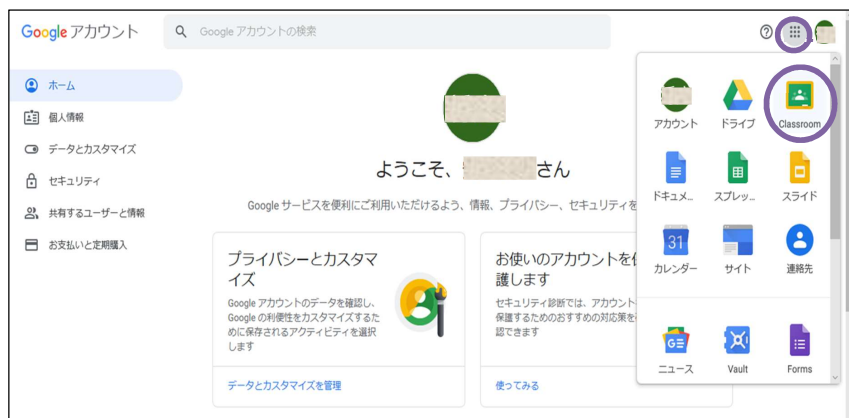 Google アカウント
Google アカウントの検索
ホーム
個人情報
データとカスタマイズ
セキュリティ
共有するユーザーと情報
お支払いと定期購入
ようこそ、
さん
Google サービスを便利にご利用いただけるよう、情報、プライバシー、セキュリティを
プライバシーとカスタマ
イズ
Google アカウントのデータを確認し、
Google の利便性をカスタマイズするた
めに保存されるアクティビティを選択
します
データとカスタマイズを管理
お使いのアカウントを
護します
セキュリティ診断では、アカウント
保護するためのおすすめの対応策を
認できます
使ってみる
アカウント
ドライブ
Classroom
ドキュメ...
スプレッ...
スライド
31
カレンダー
サイト
連絡先
GE
ニュース
Vault
Forms